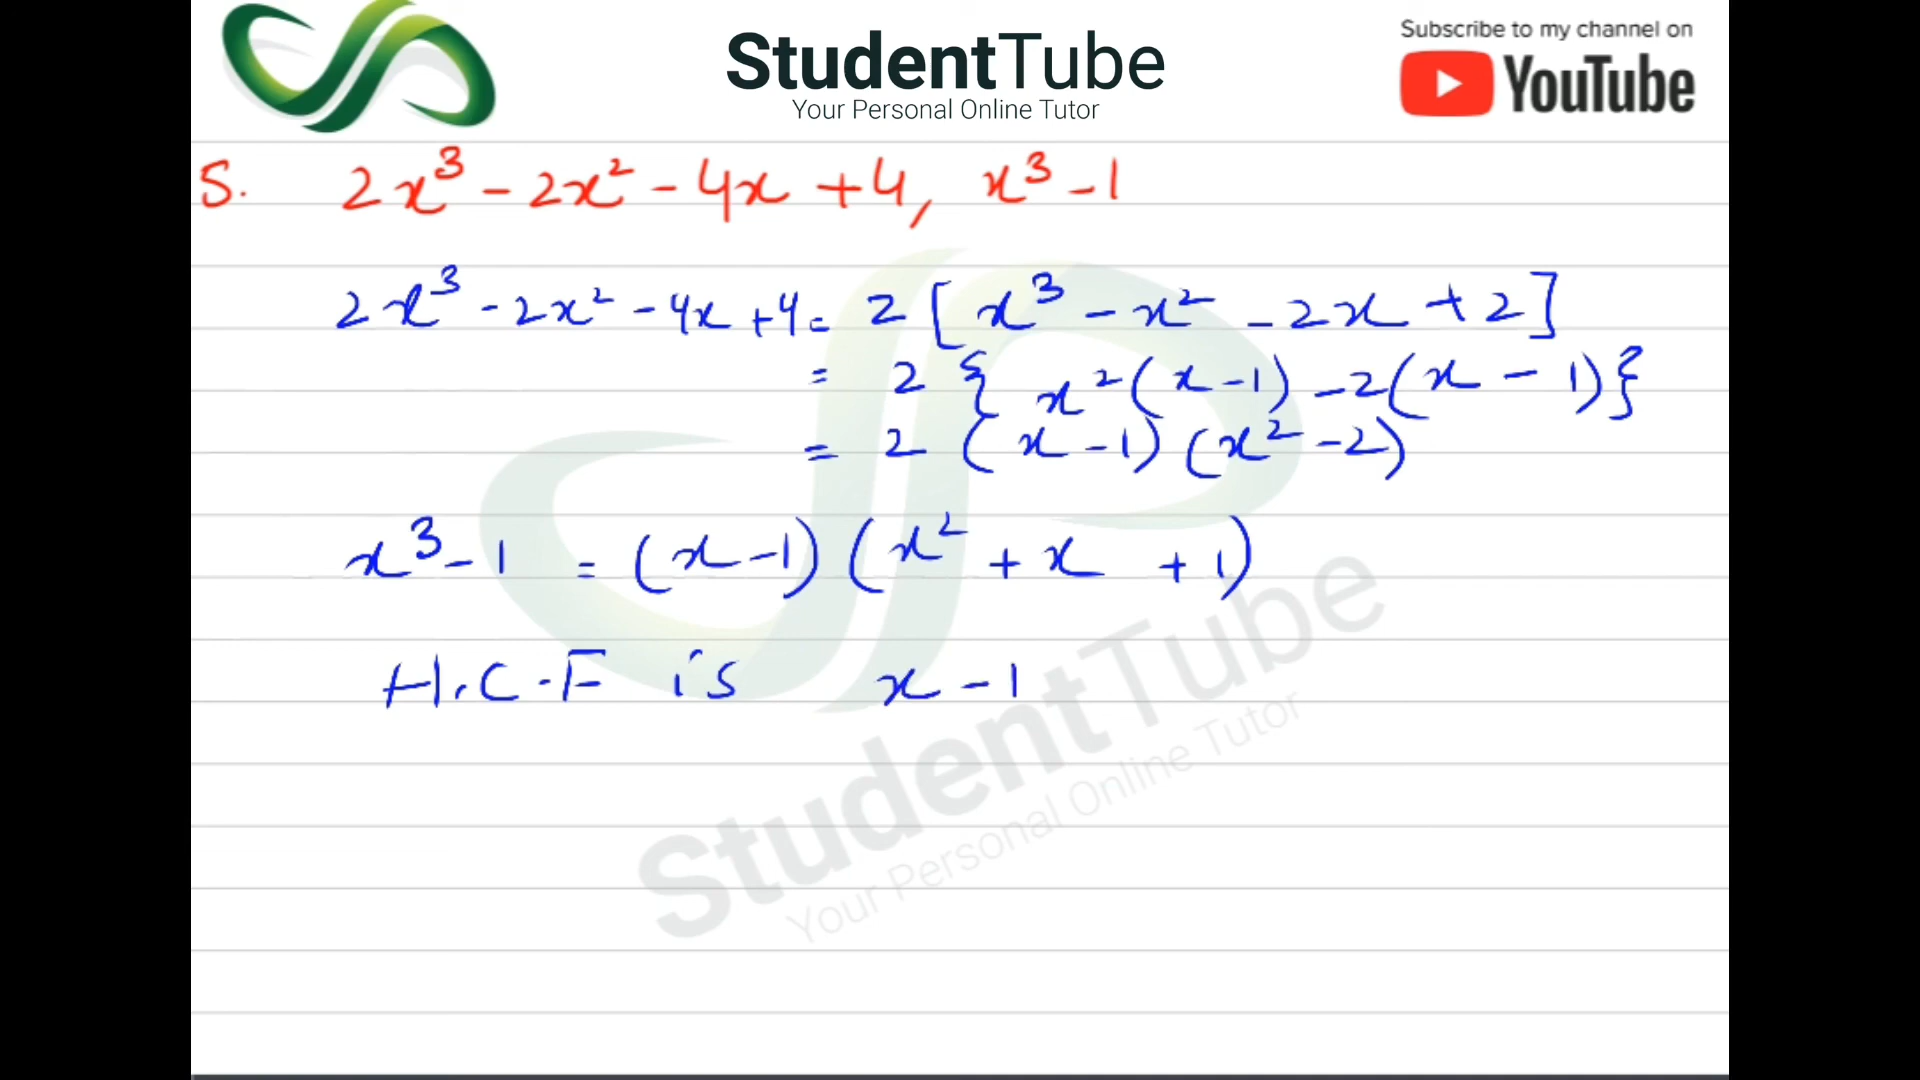 StudentTube
Your Personal Online Tutor
Subscribe to my channel on
YouTube
5. 2x³ - 2x² - 4x + 4, x³ - 1
2x³ - 2x² - 4x + 4 = 2 [x³ - x² - 2x + 2]
= 2 { x² (x - 1) - 2 (x - 1) }
= 2 (x - 1) (x² - 2)
x³ - 1 = (x - 1) (x² + x + 1)
H.C.F is x - 1
StudentTube
Your Personal Online Tutor